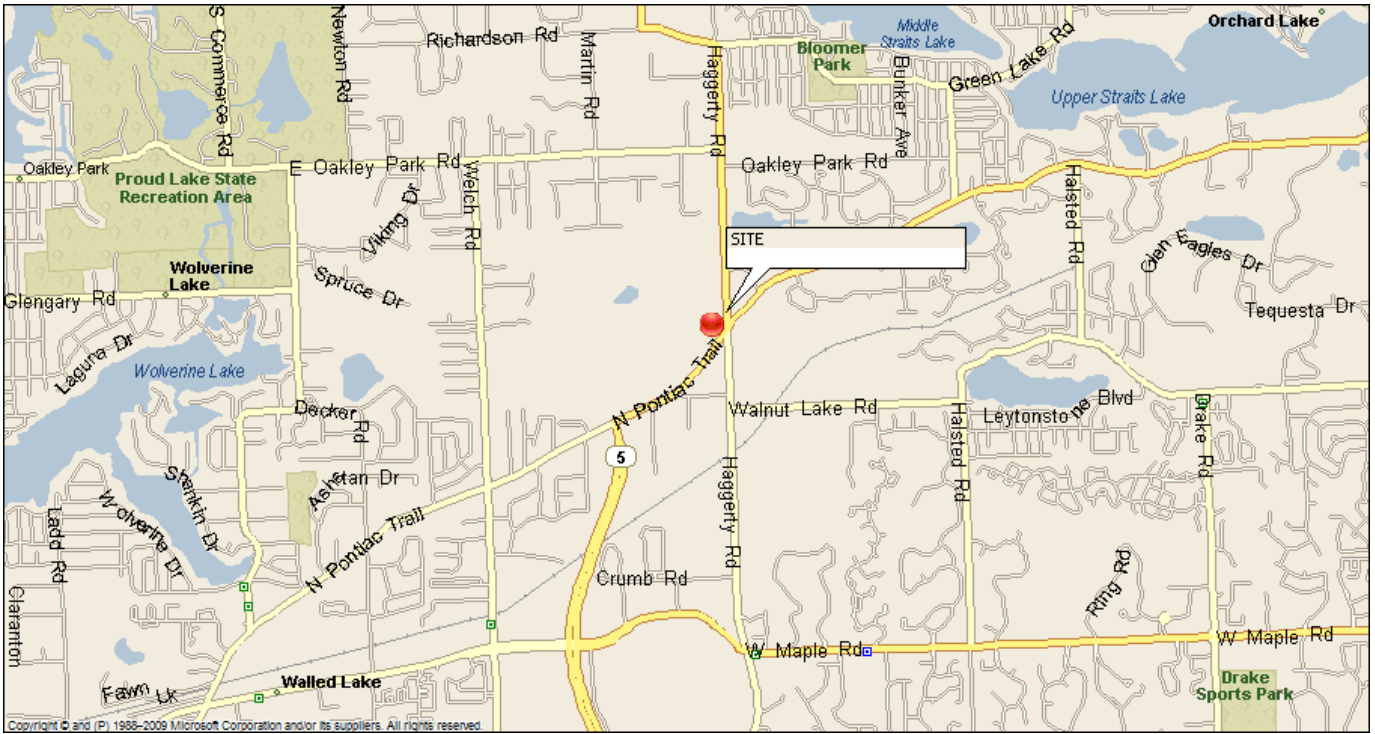 S Commerce Rd
Newton Rd
Richardson Rd
Martin Rd
Haggerty Rd
Bloomer
Park
Middle
Straits Lake
Bunker Ave
Green Lake Rd
Orchard Lake
Upper Straits Lake
Oakley Park
E Oakley Park Rd
Oakley Park Rd
Proud Lake State
Recreation Area
Viking Dr
Welch Rd
Halsted Rd
Glen Eagles Dr
SITE
Wolverine
Lake
Spruce Dr
Glengary Rd
Tequesta Dr
Laguna Dr
Wolverine Lake
N Pontiac Trail
Decker Rd
Walnut Lake Rd
Leytonstone Blvd
Halsted Rd
Drake Rd
5
Shankin Dr
Ashstan Dr
Haggerty Rd
Wolverine Dr
Ladd Rd
N Pontiac Trail
Crumb Rd
Ring Rd
Claranton
W Maple Rd
W Maple Rd
Fawn Lk
Walled Lake
Drake
Sports Park
Copyright © and (P) 1988–2009 Microsoft Corporation and/or its suppliers. All rights reserved.